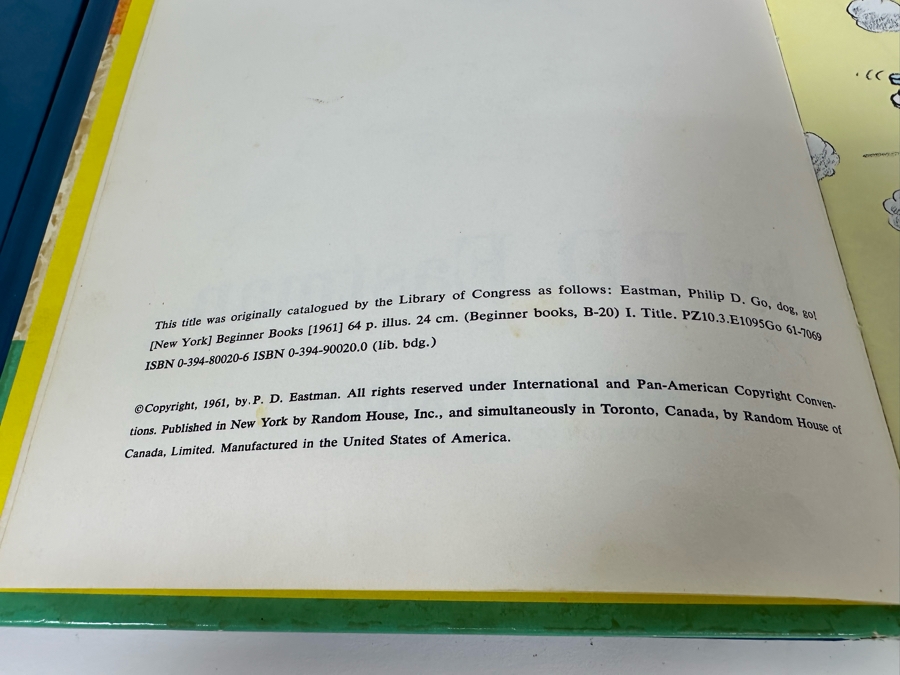 This title was originally catalogued by the Library of Congress as follows: Eastman, Philip D. Go, dog, go!
[New York] Beginner Books [1961] 64 p. illus. 24 cm. (Beginner books, B-20) I. Title. PZ10.3.E1095Go 61-7069
ISBN 0-394-80020-6 ISBN 0-394-90020.0 (lib. bdg.)
©Copyright, 1961, by. P. D. Eastman. All rights reserved under International and Pan-American Copyright Conven-
tions. Published in New York by Random House, Inc., and simultaneously in Toronto, Canada, by Random House of
Canada, Limited. Manufactured in the United States of America.